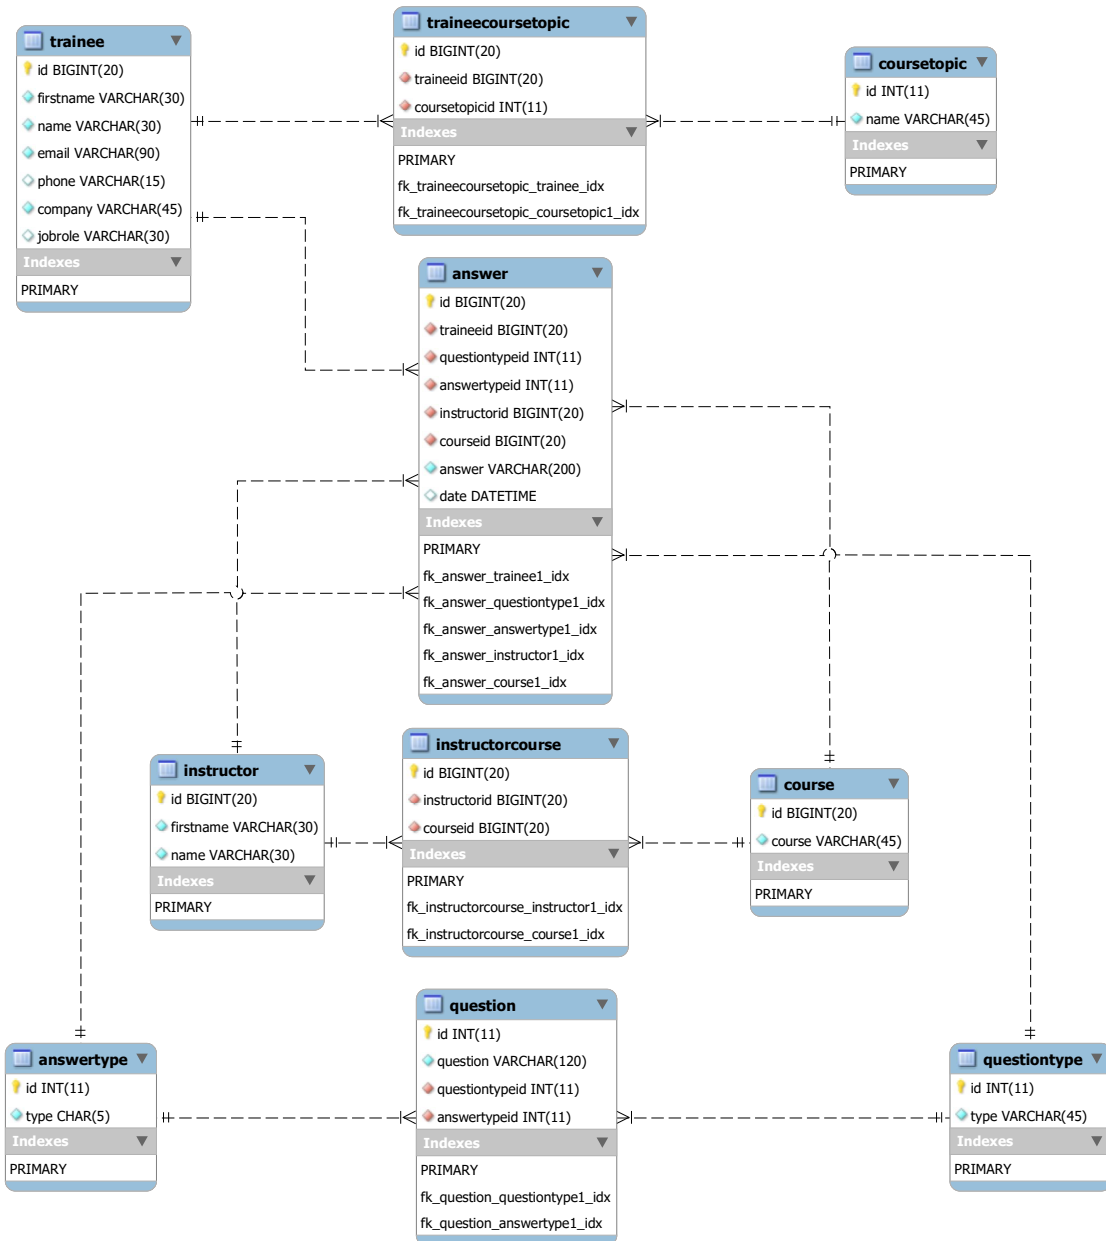 trainee
id BIGINT(20)
firstname VARCHAR(30)
name VARCHAR(30)
email VARCHAR(90)
phone VARCHAR(15)
company VARCHAR(45)
jobrole VARCHAR(30)
Indexes
PRIMARY
traineecoursetopic
id BIGINT(20)
traineeid BIGINT(20)
coursetopicid INT(11)
Indexes
PRIMARY
fk_traineecoursetopic_trainee_idx
fk_traineecoursetopic_coursetopic1_idx
coursetopic
id INT(11)
name VARCHAR(45)
Indexes
PRIMARY
answer
id BIGINT(20)
traineeid BIGINT(20)
questiontypeid INT(11)
answertypeid INT(11)
instructorid BIGINT(20)
courseid BIGINT(20)
answer VARCHAR(200)
date DATETIME
Indexes
PRIMARY
fk_answer_trainee1_idx
fk_answer_questiontype1_idx
fk_answer_answertype1_idx
fk_answer_instructor1_idx
fk_answer_course1_idx
instructor
id BIGINT(20)
firstname VARCHAR(30)
name VARCHAR(30)
Indexes
PRIMARY
instructorcourse
id BIGINT(20)
instructorid BIGINT(20)
courseid BIGINT(20)
Indexes
PRIMARY
fk_instructorcourse_instructor1_idx
fk_instructorcourse_course1_idx
course
id BIGINT(20)
course VARCHAR(45)
Indexes
PRIMARY
answertype
id INT(11)
type CHAR(5)
Indexes
PRIMARY
question
id INT(11)
question VARCHAR(120)
questiontypeid INT(11)
answertypeid INT(11)
Indexes
PRIMARY
fk_question_questiontype1_idx
fk_question_answertype1_idx
questiontype
id INT(11)
type VARCHAR(45)
Indexes
PRIMARY